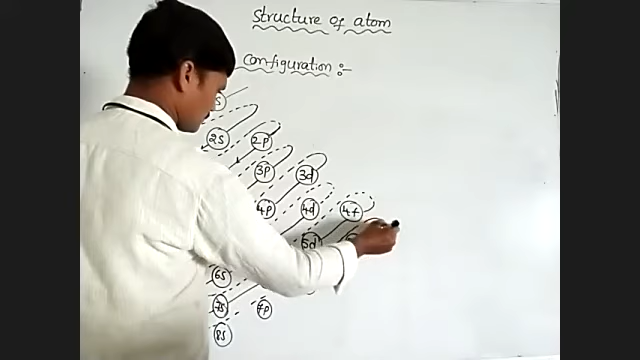 Structure of atom
configuration :-
S
2S 2p
3p 3d
4p 4d 4f
5d
6S
7S 7p
8S